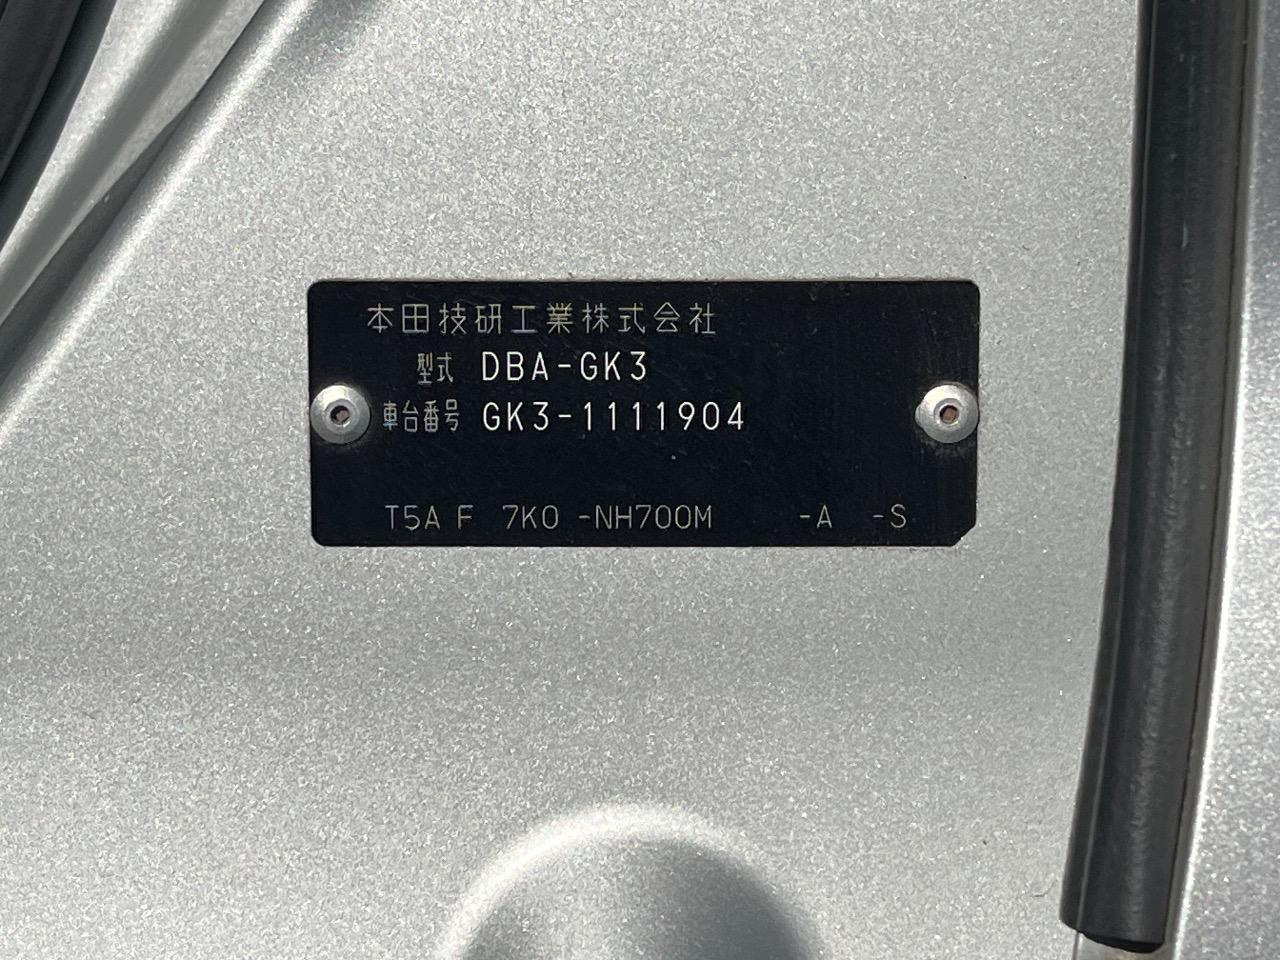 本田技研工業株式会社
型式 DBA-GK3
車台番号 GK3-1111904
T5A F 7K0 -NH700M -A -S